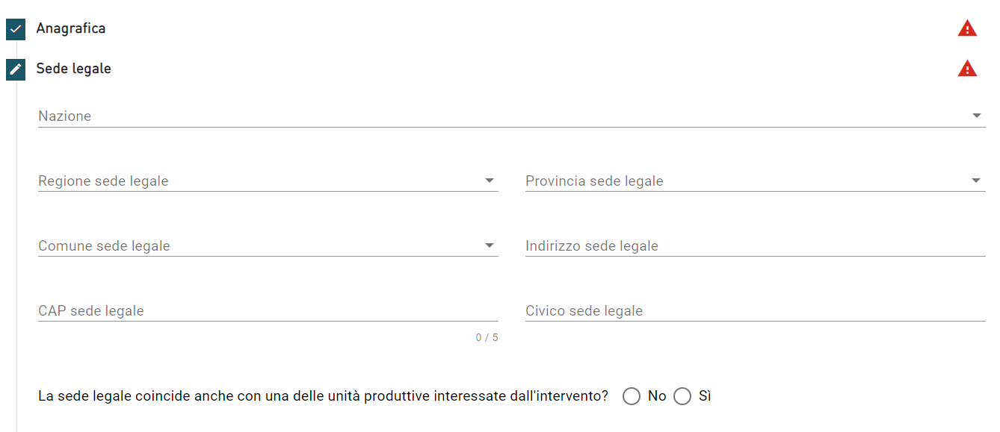 Anagrafica
Sede legale
Nazione
Regione sede legale
Provincia sede legale
Comune sede legale
Indirizzo sede legale
CAP sede legale
Civico sede legale
0 / 5
La sede legale coincide anche con una delle unità produttive interessate dall'intervento? No Sì